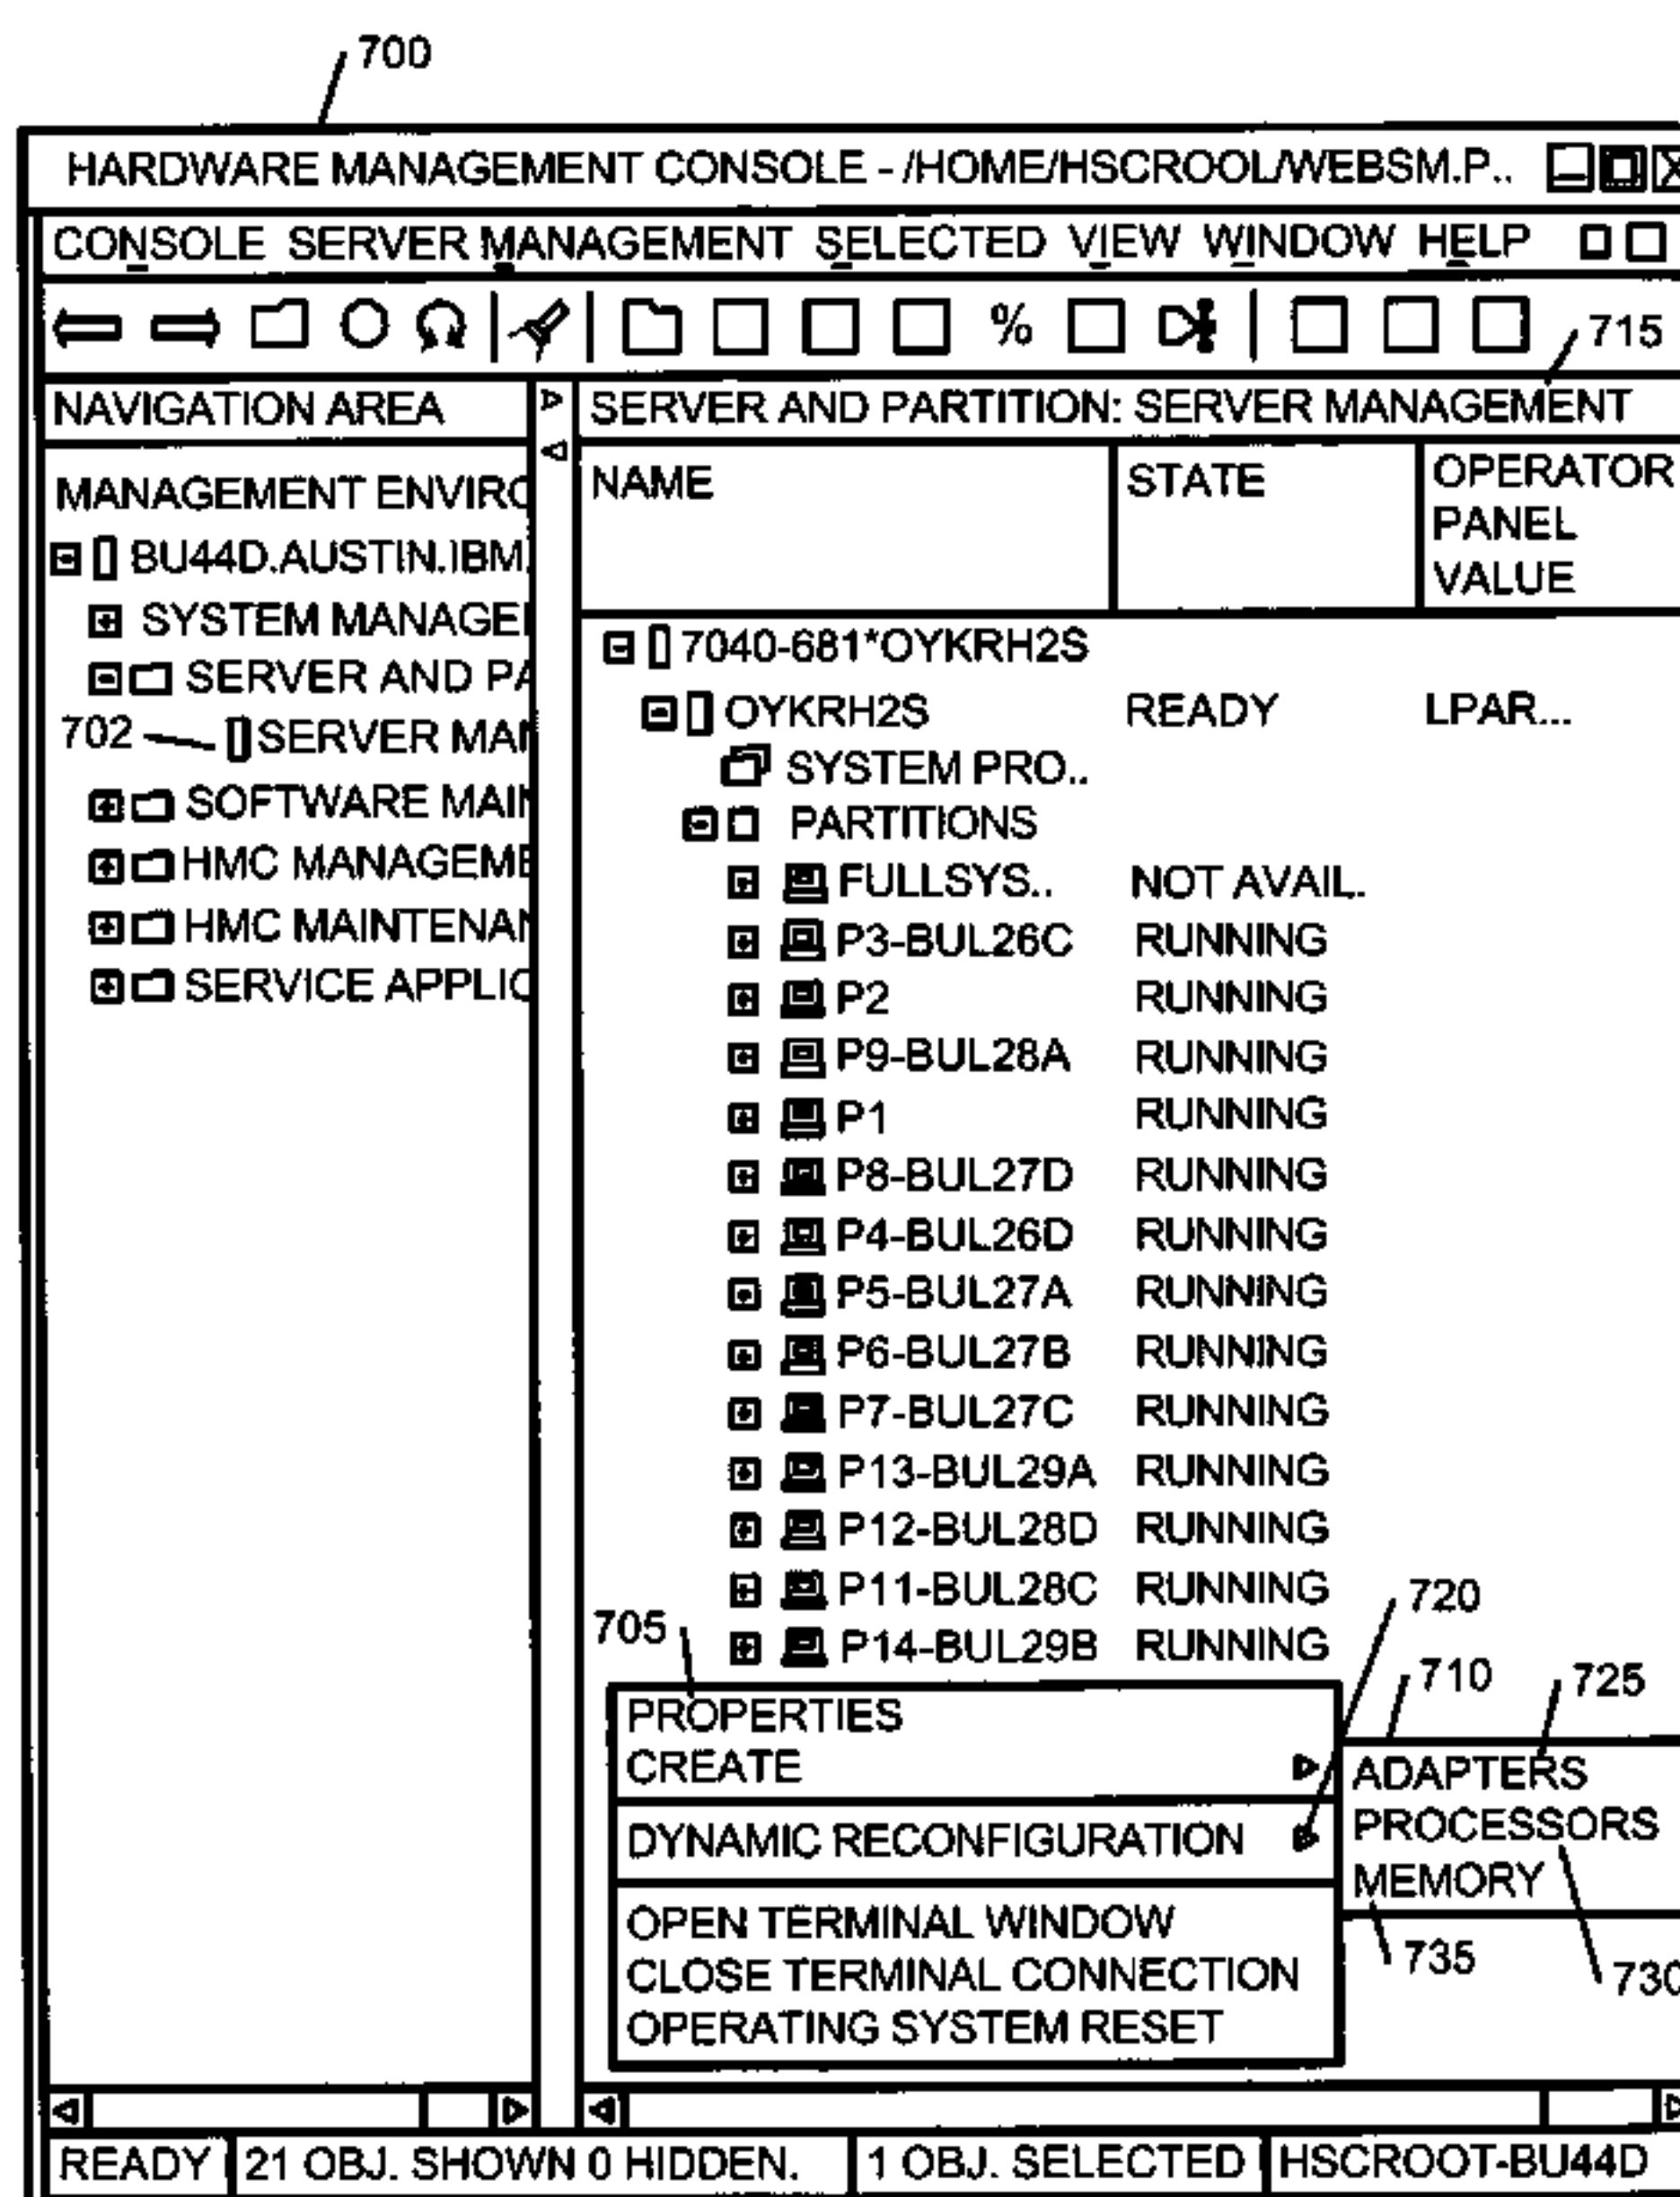 700
HARDWARE MANAGEMENT CONSOLE - /HOME/HSCROOL/WEBSM.P..
CONSOLE SERVER MANAGEMENT SELECTED VIEW WINDOW HELP
%
715
NAVIGATION AREA
MANAGEMENT ENVIRO
BU44D.AUSTIN.IBM.
SYSTEM MANAGE
SERVER AND PA
702
SERVER MAN
SOFTWARE MAIN
HMC MANAGEME
HMC MAINTENAN
SERVICE APPLIC
SERVER AND PARTITION: SERVER MANAGEMENT
NAME STATE OPERATOR
PANEL
VALUE
7040-681*OYKRH2S
OYKRH2S READY LPAR...
SYSTEM PRO..
PARTITIONS
FULLSYS.. NOT AVAIL.
P3-BUL26C RUNNING
P2 RUNNING
P9-BUL28A RUNNING
P1 RUNNING
P8-BUL27D RUNNING
P4-BUL26D RUNNING
P5-BUL27A RUNNING
P6-BUL27B RUNNING
P7-BUL27C RUNNING
P13-BUL29A RUNNING
P12-BUL28D RUNNING
P11-BUL28C RUNNING
P14-BUL29B RUNNING
705
720
710
725
PROPERTIES
CREATE
DYNAMIC RECONFIGURATION
OPEN TERMINAL WINDOW
CLOSE TERMINAL CONNECTION
OPERATING SYSTEM RESET
ADAPTERS
PROCESSORS
MEMORY
735
730
READY 21 OBJ. SHOWN 0 HIDDEN. 1 OBJ. SELECTED HSCROOT-BU44D